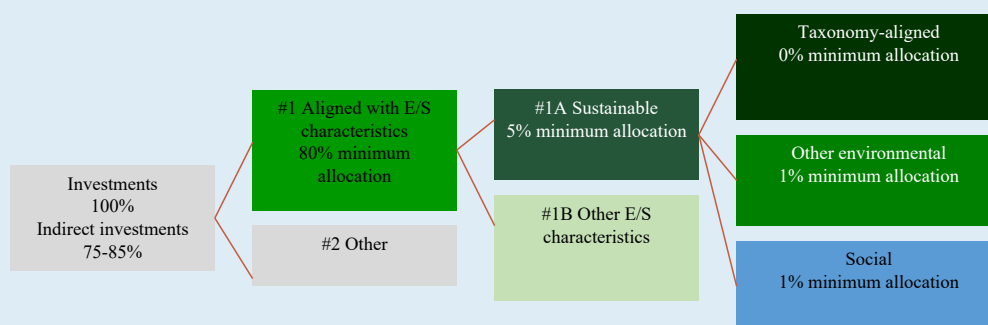 Investments
100%
Indirect investments
75-85%
#1 Aligned with E/S
characteristics
80% minimum
allocation
#2 Other
#1A Sustainable
5% minimum allocation
#1B Other E/S
characteristics
Taxonomy-aligned
0% minimum allocation
Other environmental
1% minimum allocation
Social
1% minimum allocation